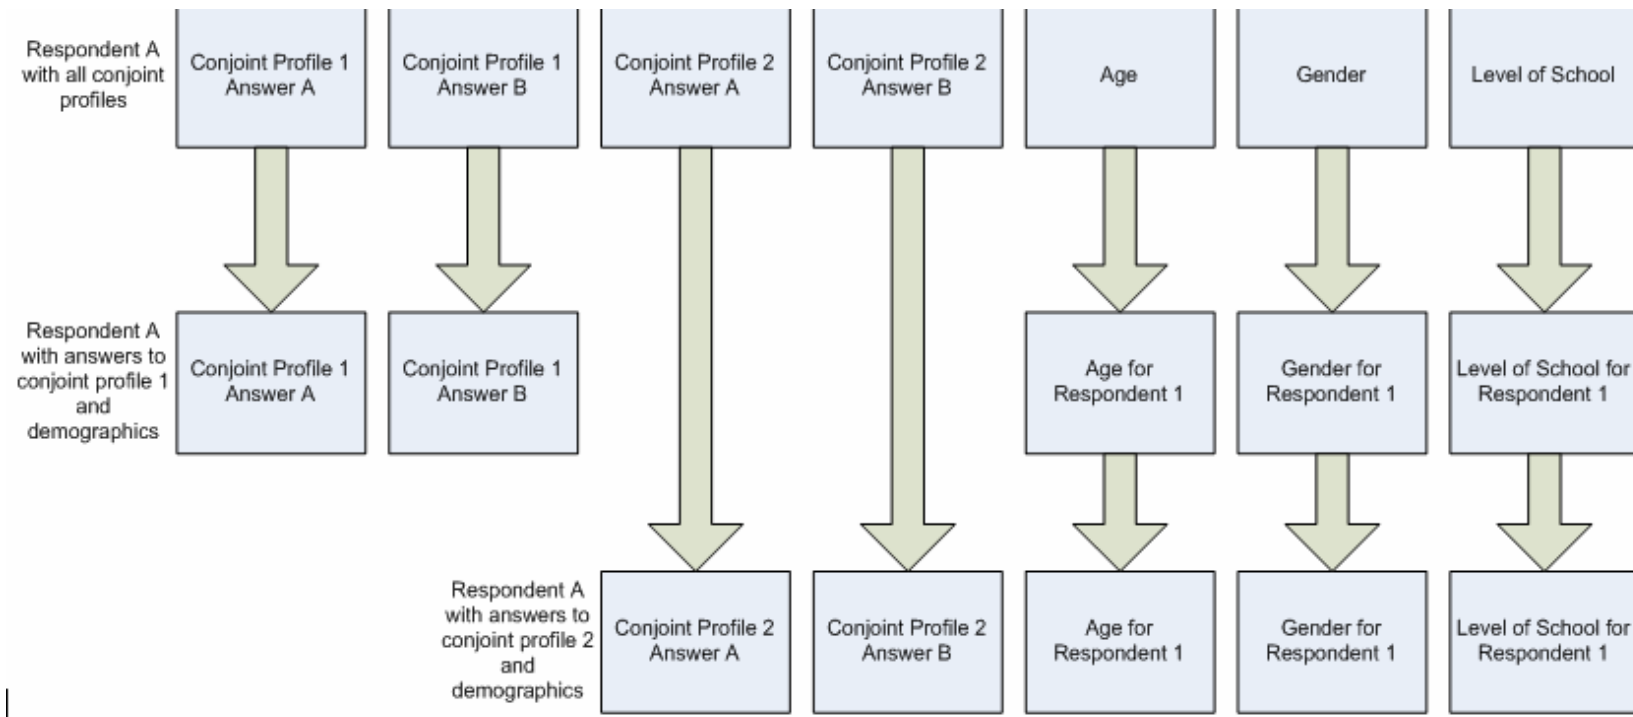 Respondent A
with all conjoint
profiles
Conjoint Profile 1
Answer A
Conjoint Profile 1
Answer B
Conjoint Profile 2
Answer A
Conjoint Profile 2
Answer B
Age
Gender
Level of School
Respondent A
with answers to
conjoint profile 1
and
demographics
Conjoint Profile 1
Answer A
Conjoint Profile 1
Answer B
Age for
Respondent 1
Gender for
Respondent 1
Level of School for
Respondent 1
Respondent A
with answers to
conjoint profile 2
and
demographics
Conjoint Profile 2
Answer A
Conjoint Profile 2
Answer B
Age for
Respondent 1
Gender for
Respondent 1
Level of School for
Respondent 1